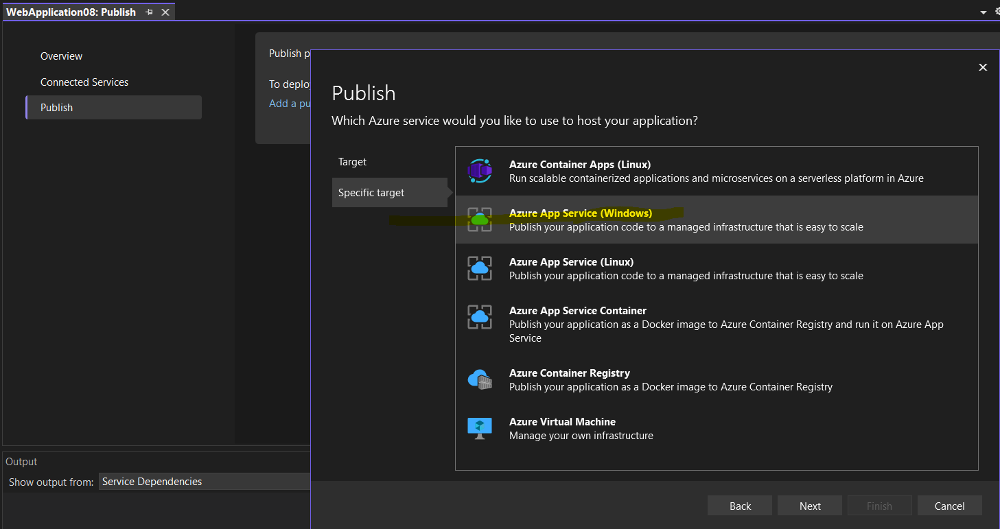 WebApplication08: Publish
Overview
Connected Services
Publish
Publish p
To deploy
Add a pu
Publish
Which Azure service would you like to use to host your application?
Target
Specific target
Azure Container Apps (Linux)
Run scalable containerized applications and microservices on a serverless platform in Azure
Azure App Service (Windows)
Publish your application code to a managed infrastructure that is easy to scale
Azure App Service (Linux)
Publish your application code to a managed infrastructure that is easy to scale
Azure App Service Container
Publish your application as a Docker image to Azure Container Registry and run it on Azure App
Service
Azure Container Registry
Publish your application as a Docker image to Azure Container Registry
Azure Virtual Machine
Manage your own infrastructure
Back
Next
Finish
Cancel
Output
Show output from:
Service Dependencies